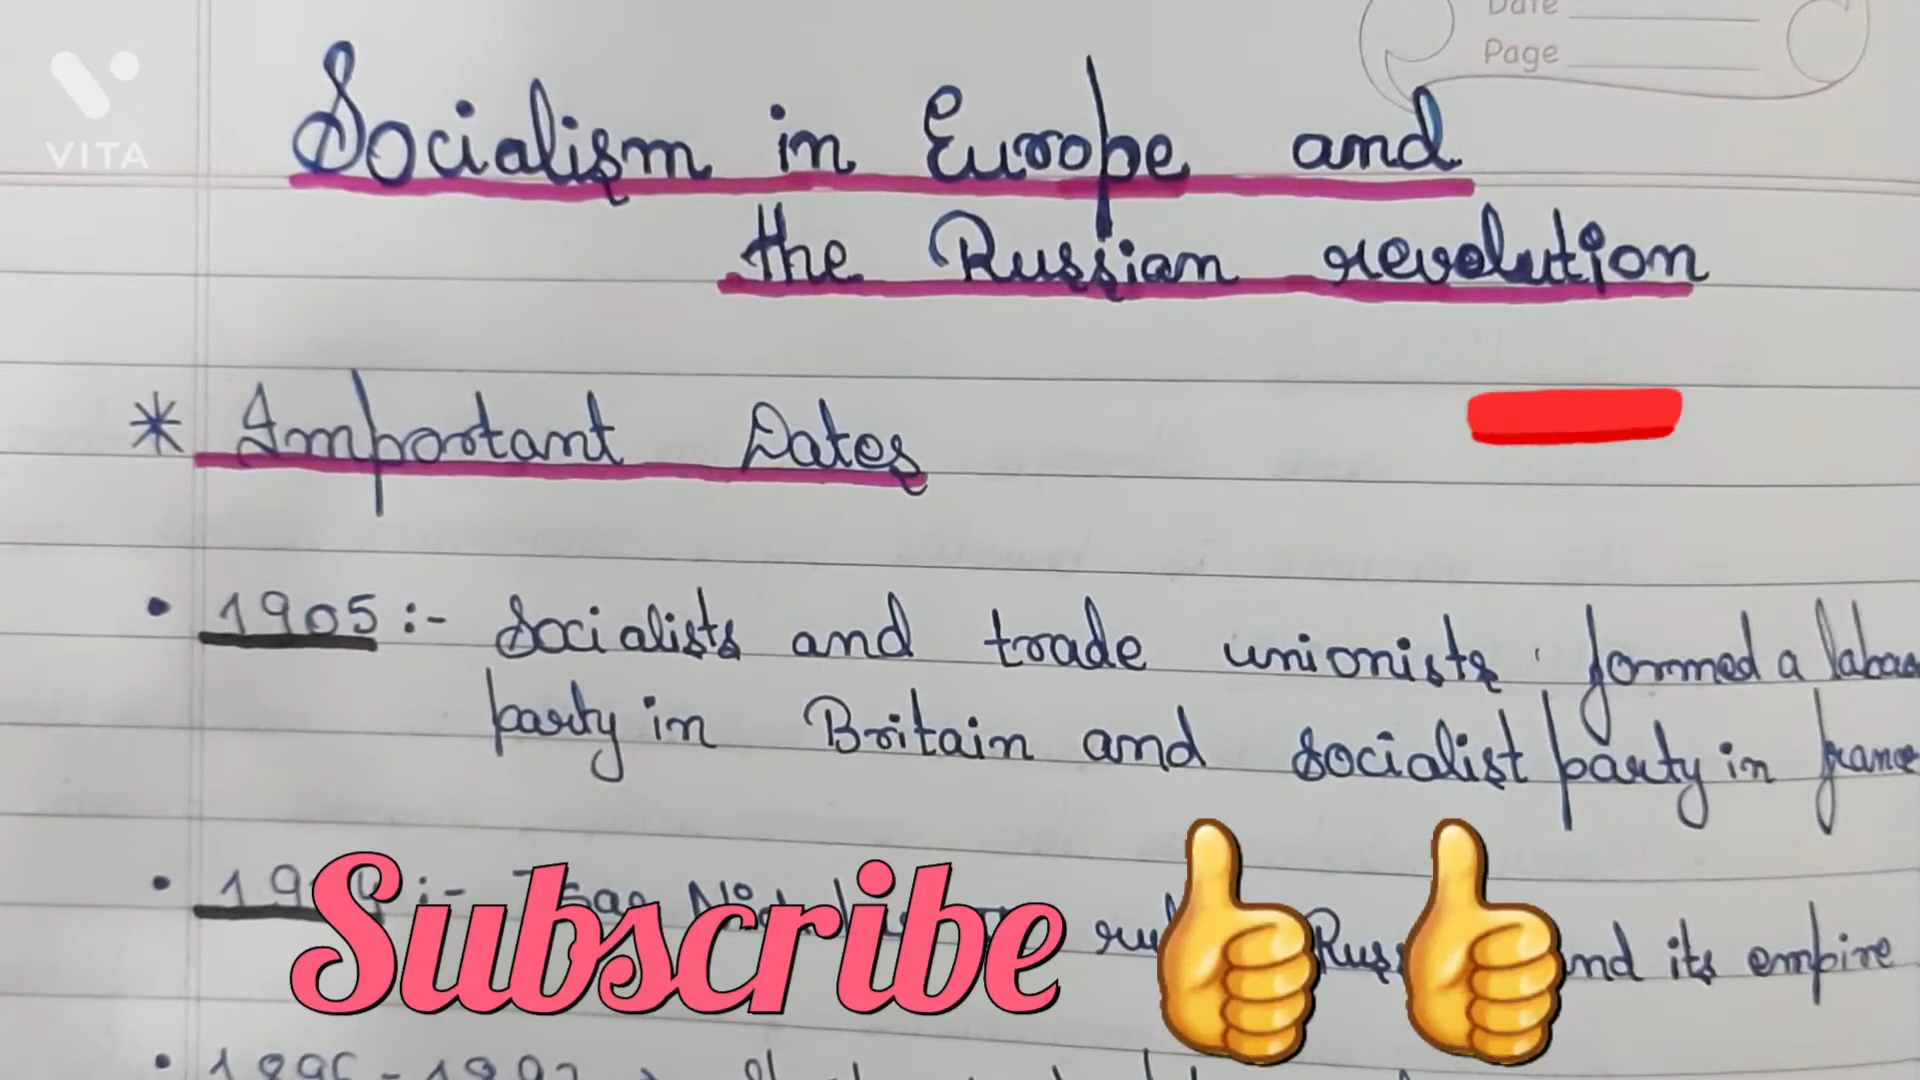 Date
Page
VITA
Socialism in Europe and
the Russian revolution
* Important Dates
• 1905 :- Socialists and trade unionists formed a labour
party in Britain and socialist party in france
• :- Tsar and its empire
Subscribe
•